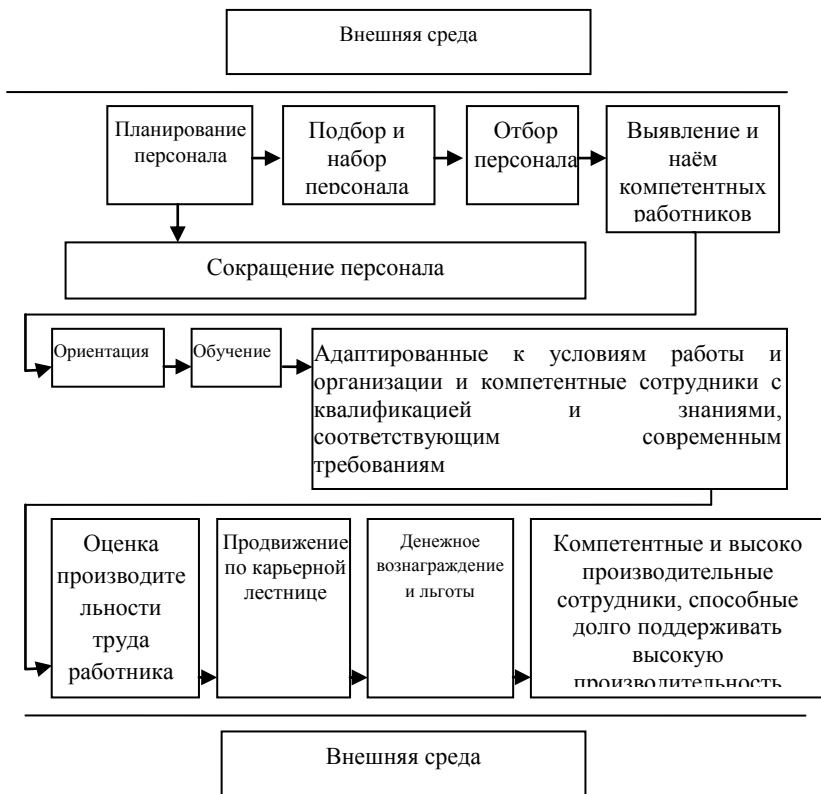 Внешняя среда
Планирование
персонала
Подбор и
набор
персонала
Отбор
персонала
Выявление и
наём
компетентных
работников
Сокращение персонала
Ориентация
Обучение
Адаптированные к условиям работы и
организации и компетентные сотрудники с
квалификацией и знаниями,
соответствующим современным
требованиям
Оценка
производите
льности
труда
работника
Продвижение
по карьерной
лестнице
Денежное
вознаграждение
и льготы
Компетентные и высоко
производительные
сотрудники, способные
долго поддерживать
высокую
производительность
Внешняя среда